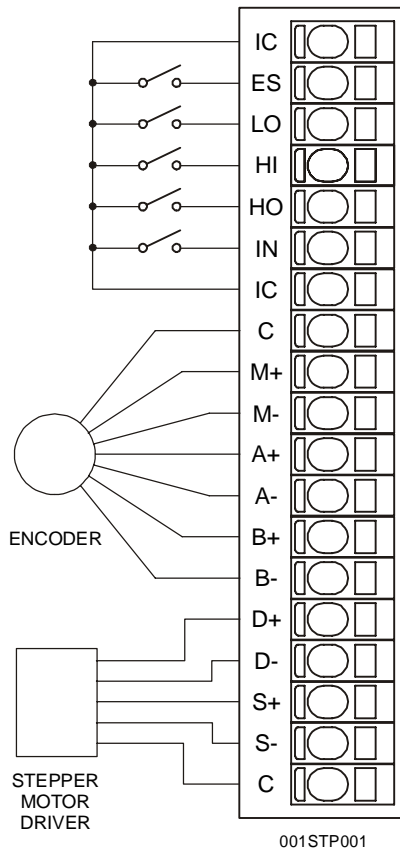 IC
ES
LO
HI
HO
IN
IC
C
M+
M-
A+
A-
B+
B-
D+
D-
S+
S-
C
ENCODER
STEPPER
MOTOR
DRIVER
001STP001